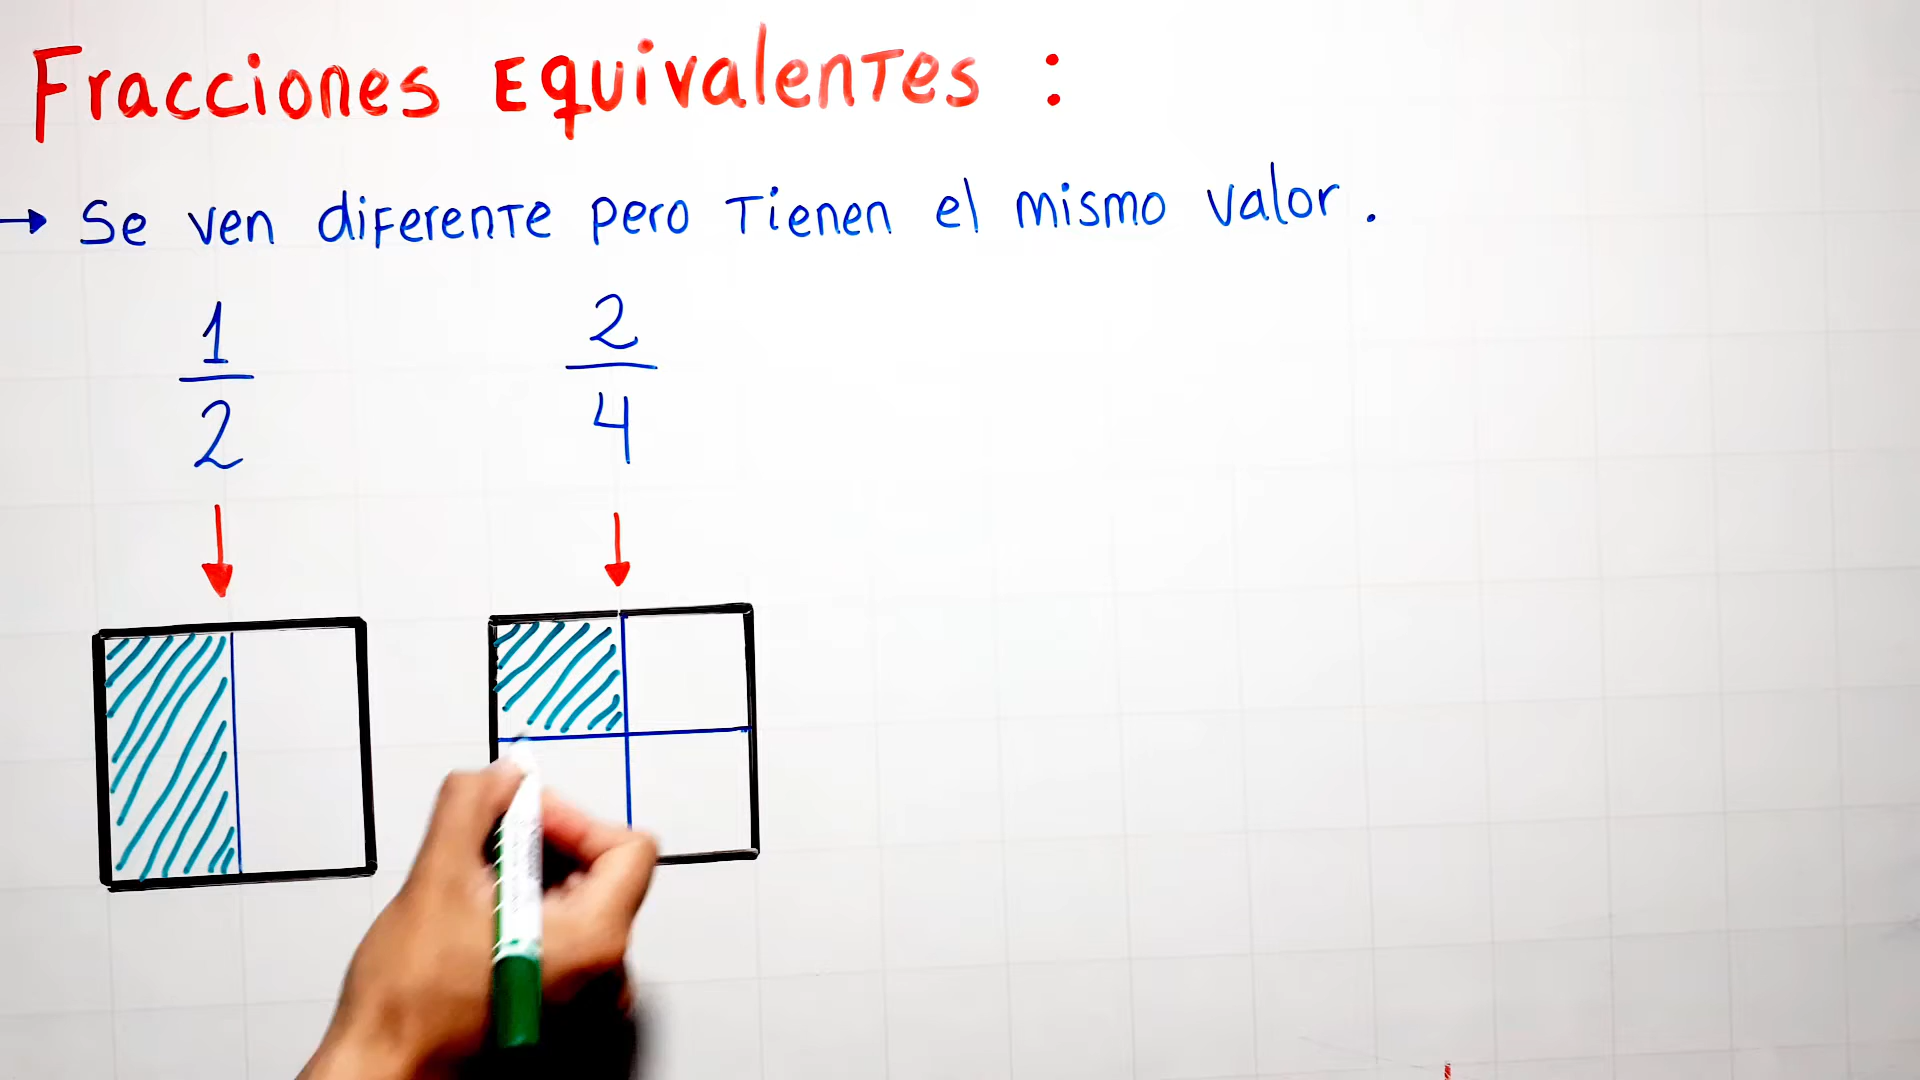 Fracciones Equivalentes :
→ Se ven diferente pero Tienen el mismo valor.
1/2
2/4